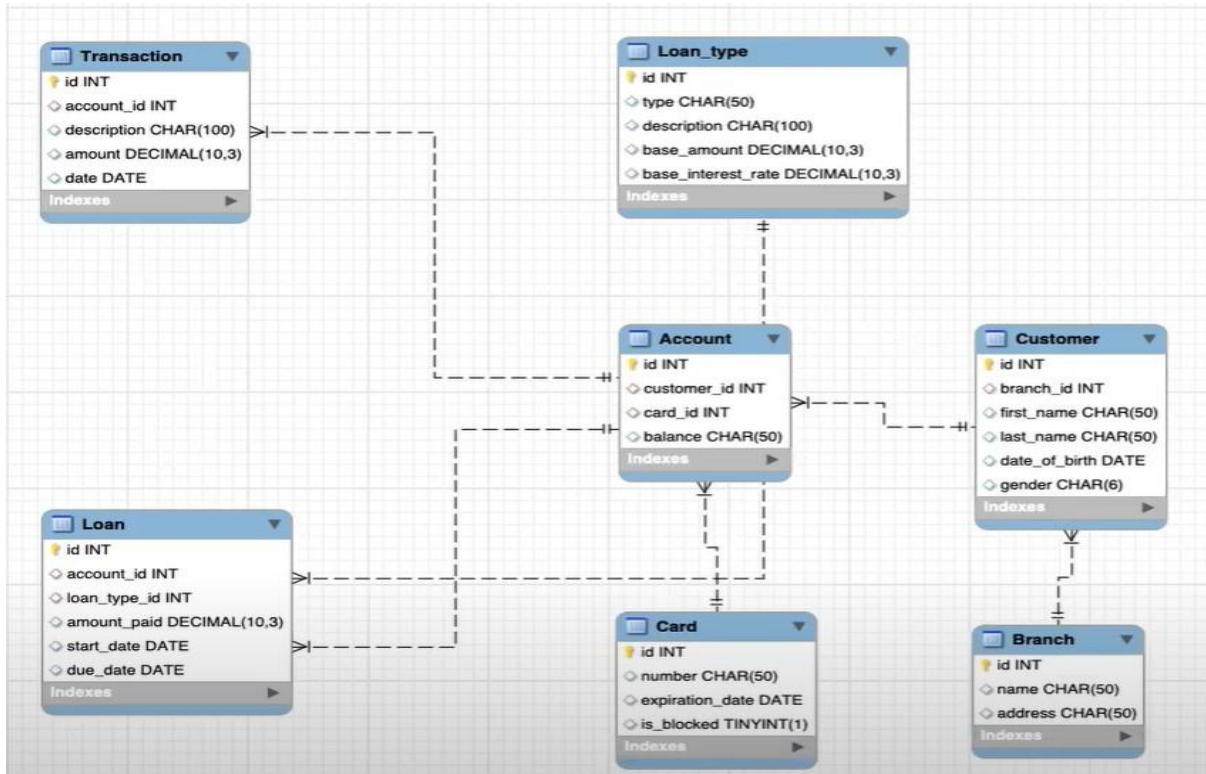 Transaction
id INT
account_id INT
description CHAR(100)
amount DECIMAL(10,3)
date DATE
Indexes
Loan_type
id INT
type CHAR(50)
description CHAR(100)
base_amount DECIMAL(10,3)
base_interest_rate DECIMAL(10,3)
Indexes
Account
id INT
customer_id INT
card_id INT
balance CHAR(50)
Indexes
Customer
id INT
branch_id INT
first_name CHAR(50)
last_name CHAR(50)
date_of_birth DATE
gender CHAR(6)
Indexes
Loan
id INT
account_id INT
loan_type_id INT
amount_paid DECIMAL(10,3)
start_date DATE
due_date DATE
Indexes
Card
id INT
number CHAR(50)
expiration_date DATE
is_blocked TINYINT(1)
Indexes
Branch
id INT
name CHAR(50)
address CHAR(50)
Indexes